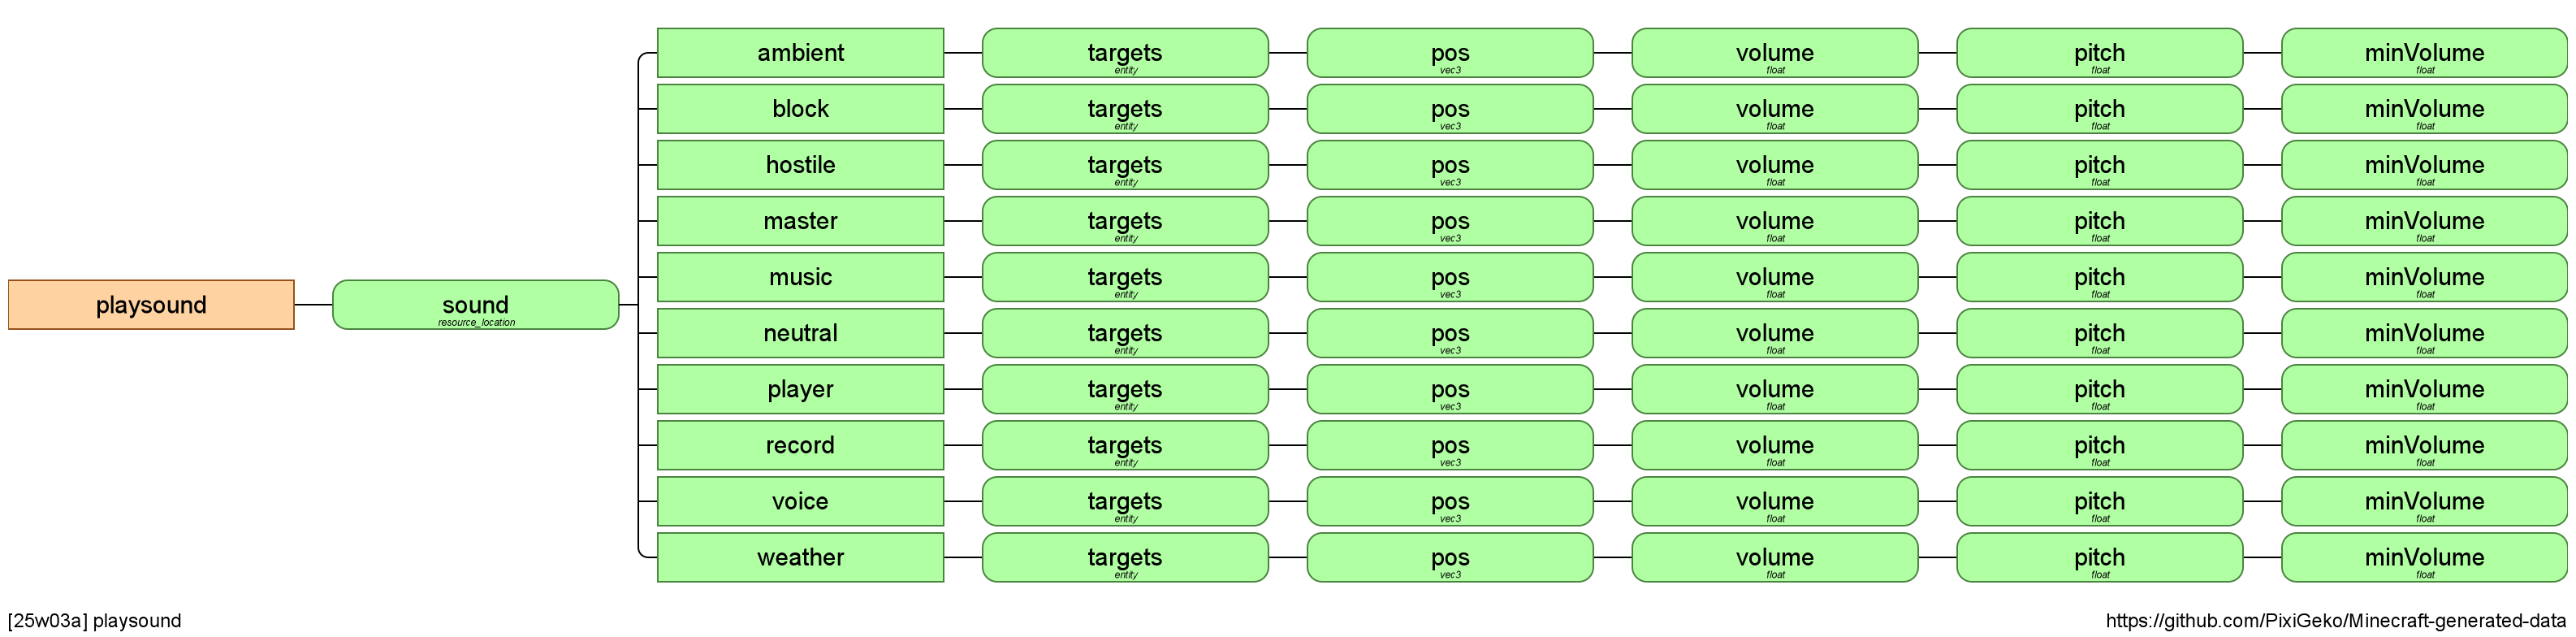 ambient targets pos volume pitch minVolume
entity vec3 float float float
block targets pos volume pitch minVolume
entity vec3 float float float
hostile targets pos volume pitch minVolume
entity vec3 float float float
master targets pos volume pitch minVolume
entity vec3 float float float
music targets pos volume pitch minVolume
entity vec3 float float float
playsound sound
resource_location
neutral targets pos volume pitch minVolume
entity vec3 float float float
player targets pos volume pitch minVolume
entity vec3 float float float
record targets pos volume pitch minVolume
entity vec3 float float float
voice targets pos volume pitch minVolume
entity vec3 float float float
weather targets pos volume pitch minVolume
entity vec3 float float float
[25w03a] playsound https://github.com/PixiGeko/Minecraft-generated-data